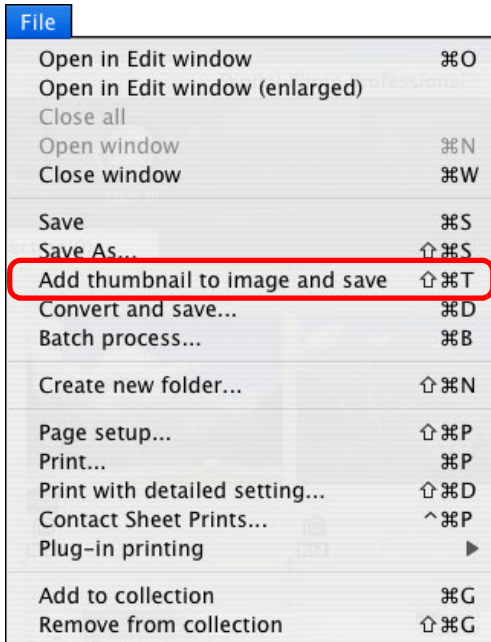 File
Open in Edit window ⌘O
Open in Edit window (enlarged)
Close all
Open window ⌘N
Close window ⌘W
Save ⌘S
Save As... ⇧⌘S
Add thumbnail to image and save ⇧⌘T
Convert and save... ⌘D
Batch process... ⌘B
Create new folder... ⇧⌘N
Page setup... ⇧⌘P
Print... ⌘P
Print with detailed setting... ⇧⌘D
Contact Sheet Prints... ^⌘P
Plug-in printing ▶
Add to collection ⌘G
Remove from collection ⇧⌘G